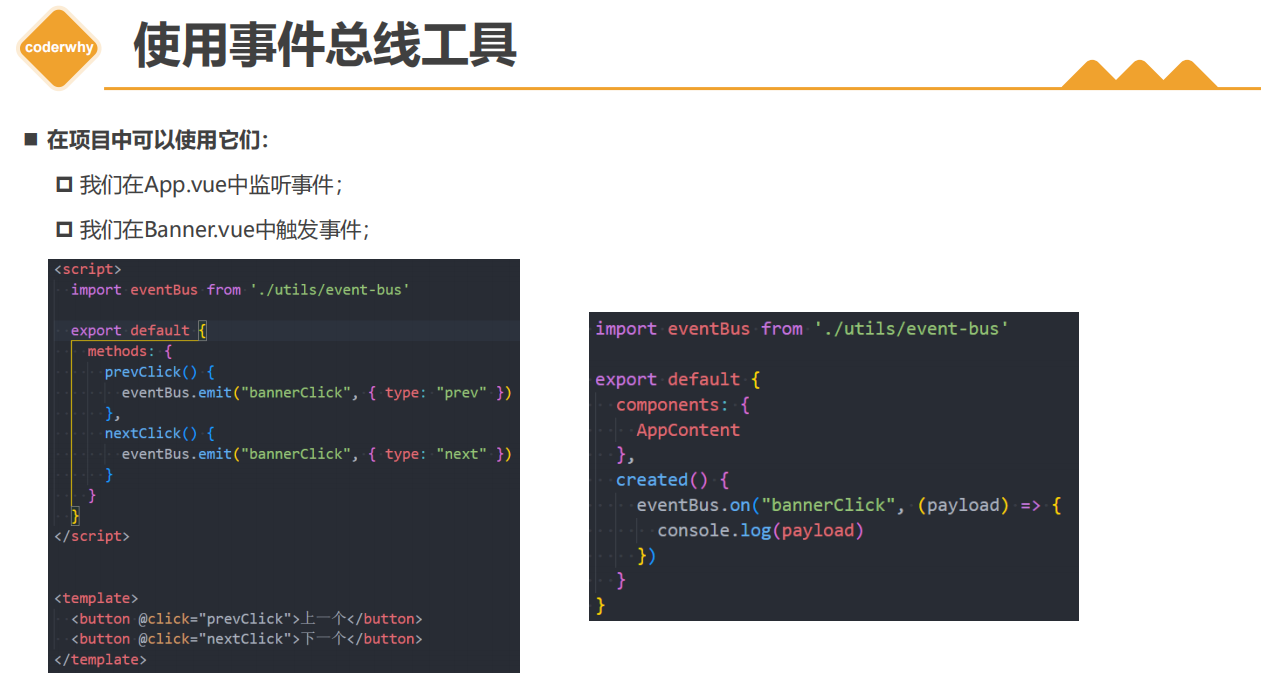 coderwhy
使用事件总线工具
在项目中可以使用它们：
我们在App.vue中监听事件；
我们在Banner.vue中触发事件；
<script>
import eventBus from './utils/event-bus'
export default {
methods: {
prevClick() {
eventBus.emit("bannerClick", { type: "prev" })
},
nextClick() {
eventBus.emit("bannerClick", { type: "next" })
}
}
}
</script>
<template>
<button @click="prevClick">上一个</button>
<button @click="nextClick">下一个</button>
</template>
import eventBus from './utils/event-bus'
export default {
components: {
AppContent
},
created() {
eventBus.on("bannerClick", (payload) => {
console.log(payload)
})
}
}